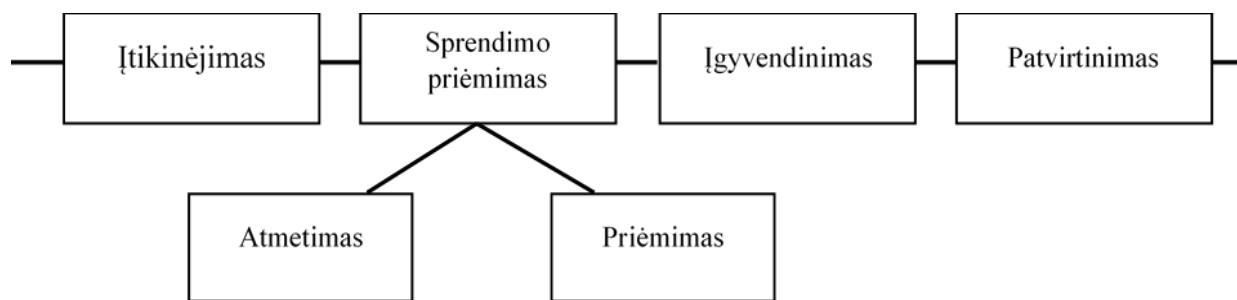 Įtikinėjimas
Sprendimo
priėmimas
Įgyvendinimas
Patvirtinimas
Atmetimas
Priėmimas